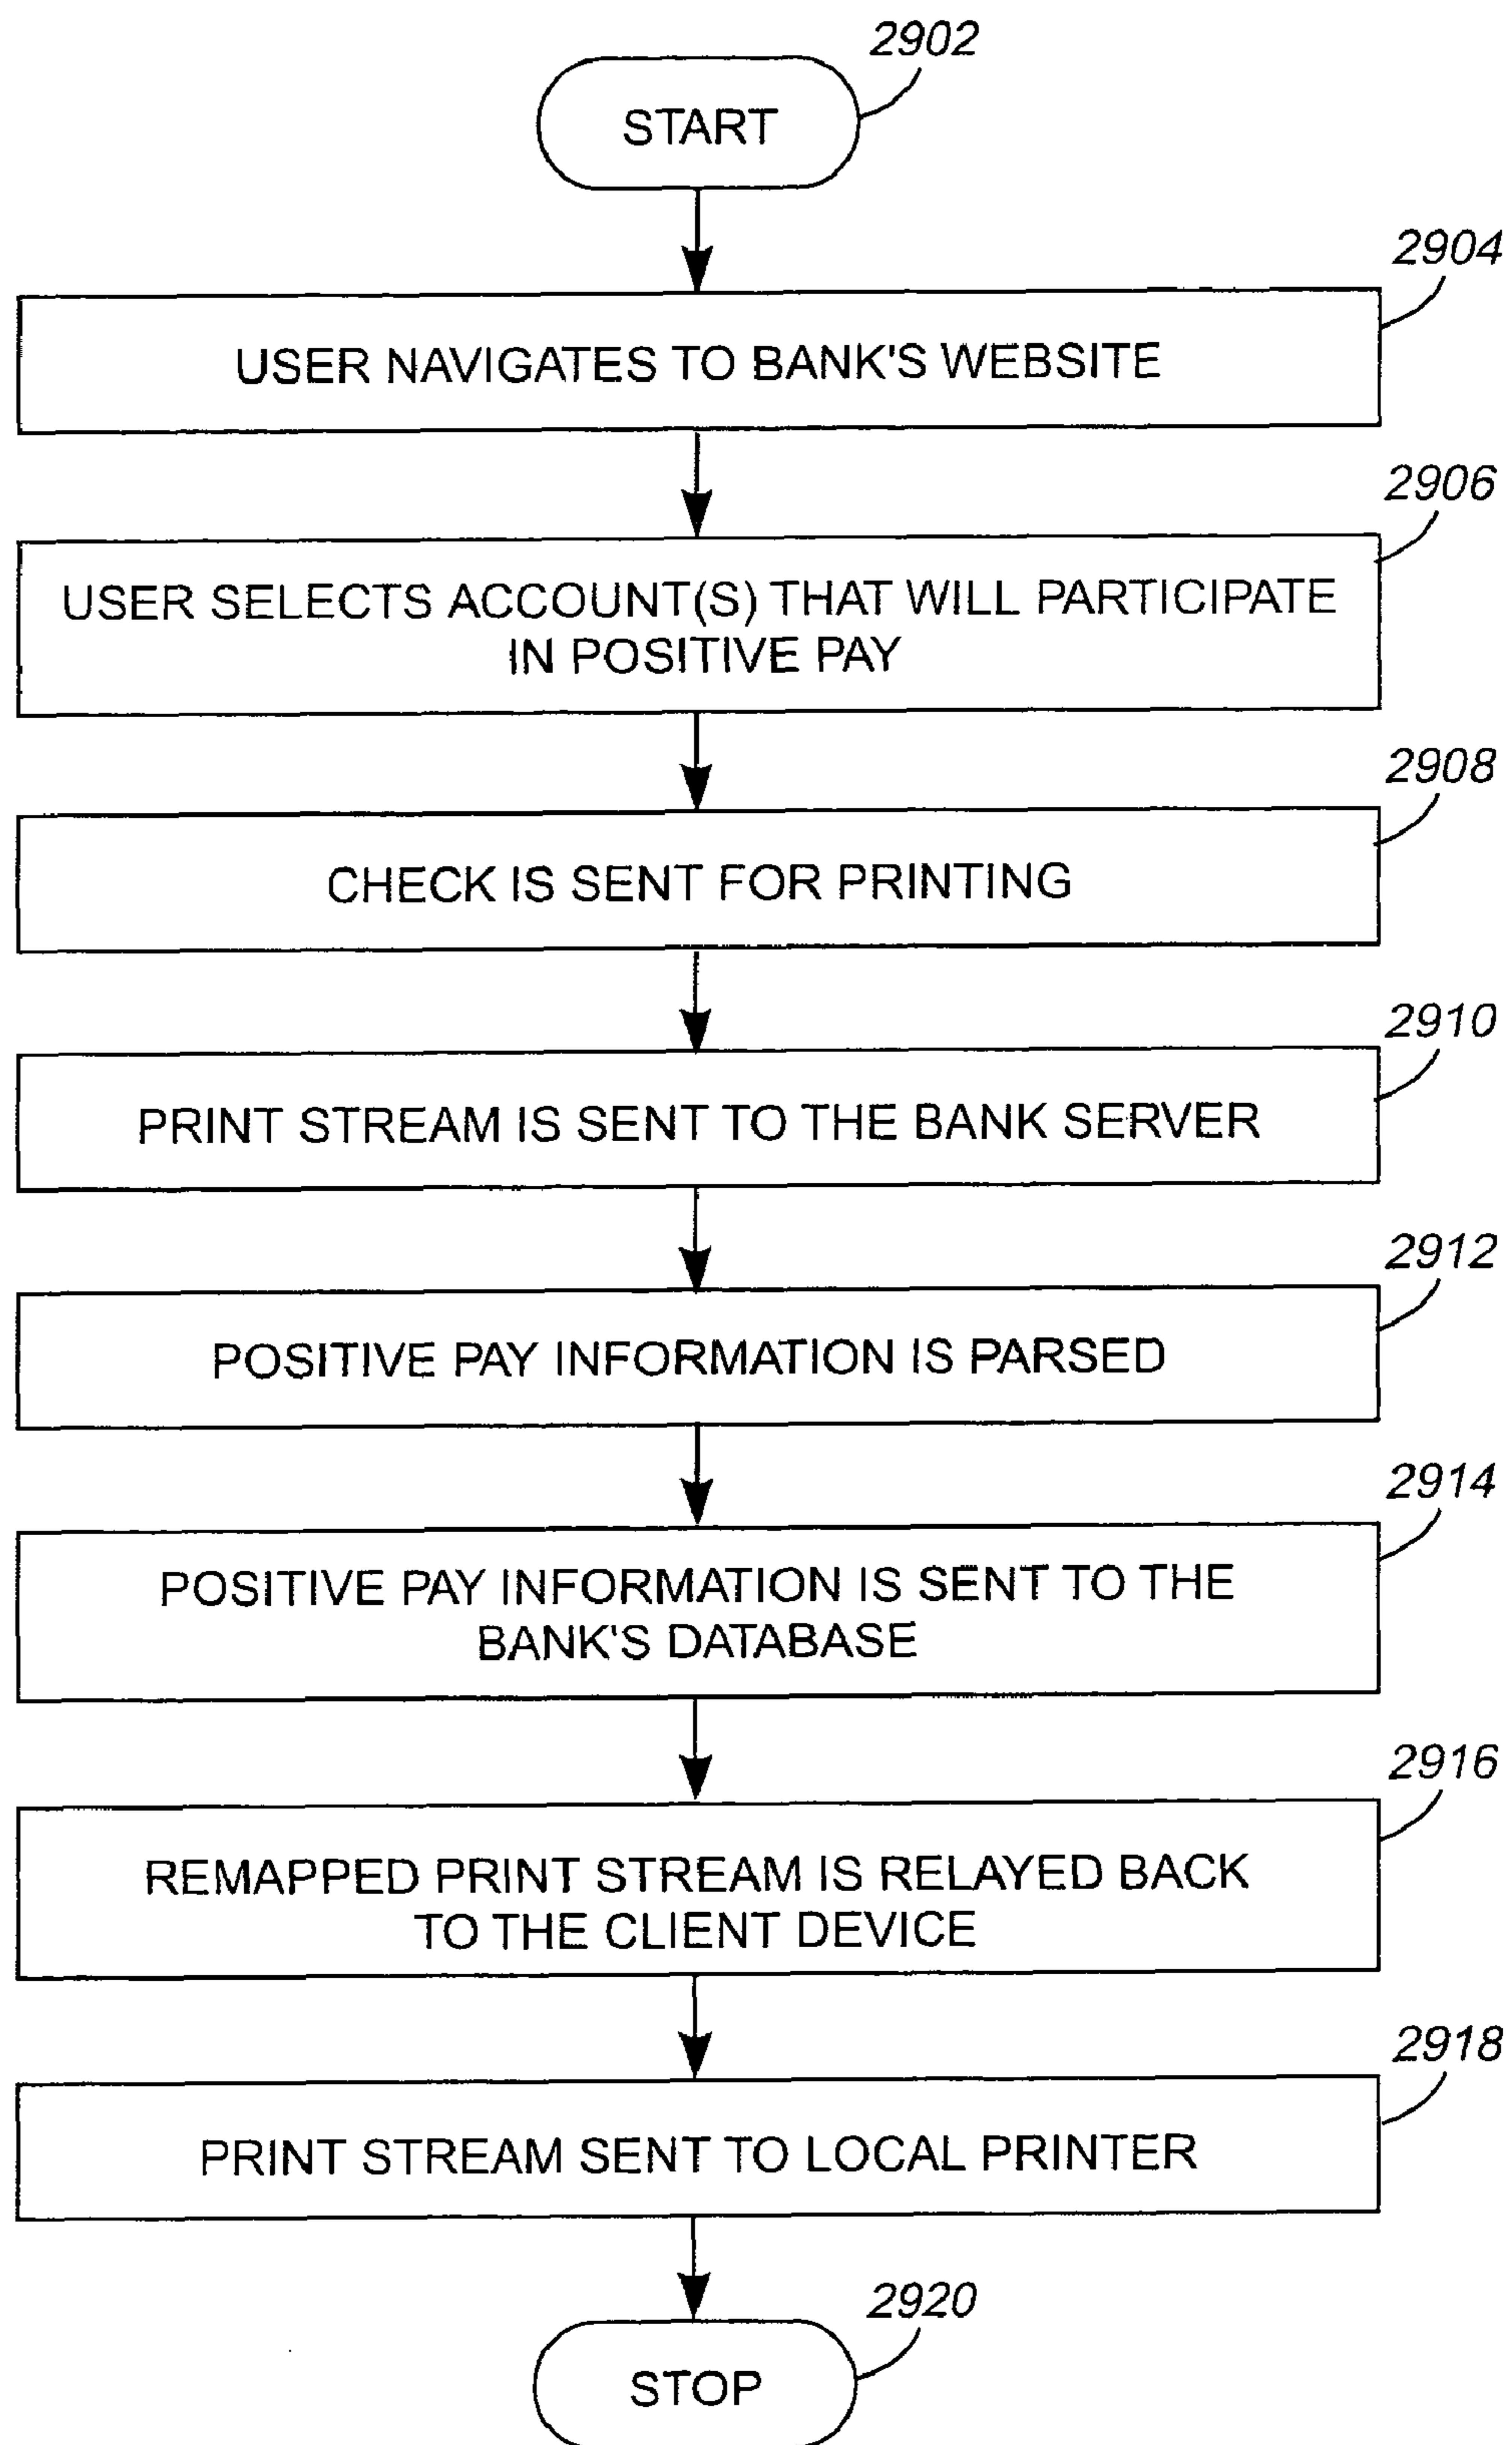 2902
START
2904
USER NAVIGATES TO BANK'S WEBSITE
2906
USER SELECTS ACCOUNT(S) THAT WILL PARTICIPATE
IN POSITIVE PAY
2908
CHECK IS SENT FOR PRINTING
2910
PRINT STREAM IS SENT TO THE BANK SERVER
2912
POSITIVE PAY INFORMATION IS PARSED
2914
POSITIVE PAY INFORMATION IS SENT TO THE
BANK'S DATABASE
2916
REMAPPED PRINT STREAM IS RELAYED BACK
TO THE CLIENT DEVICE
2918
PRINT STREAM SENT TO LOCAL PRINTER
2920
STOP